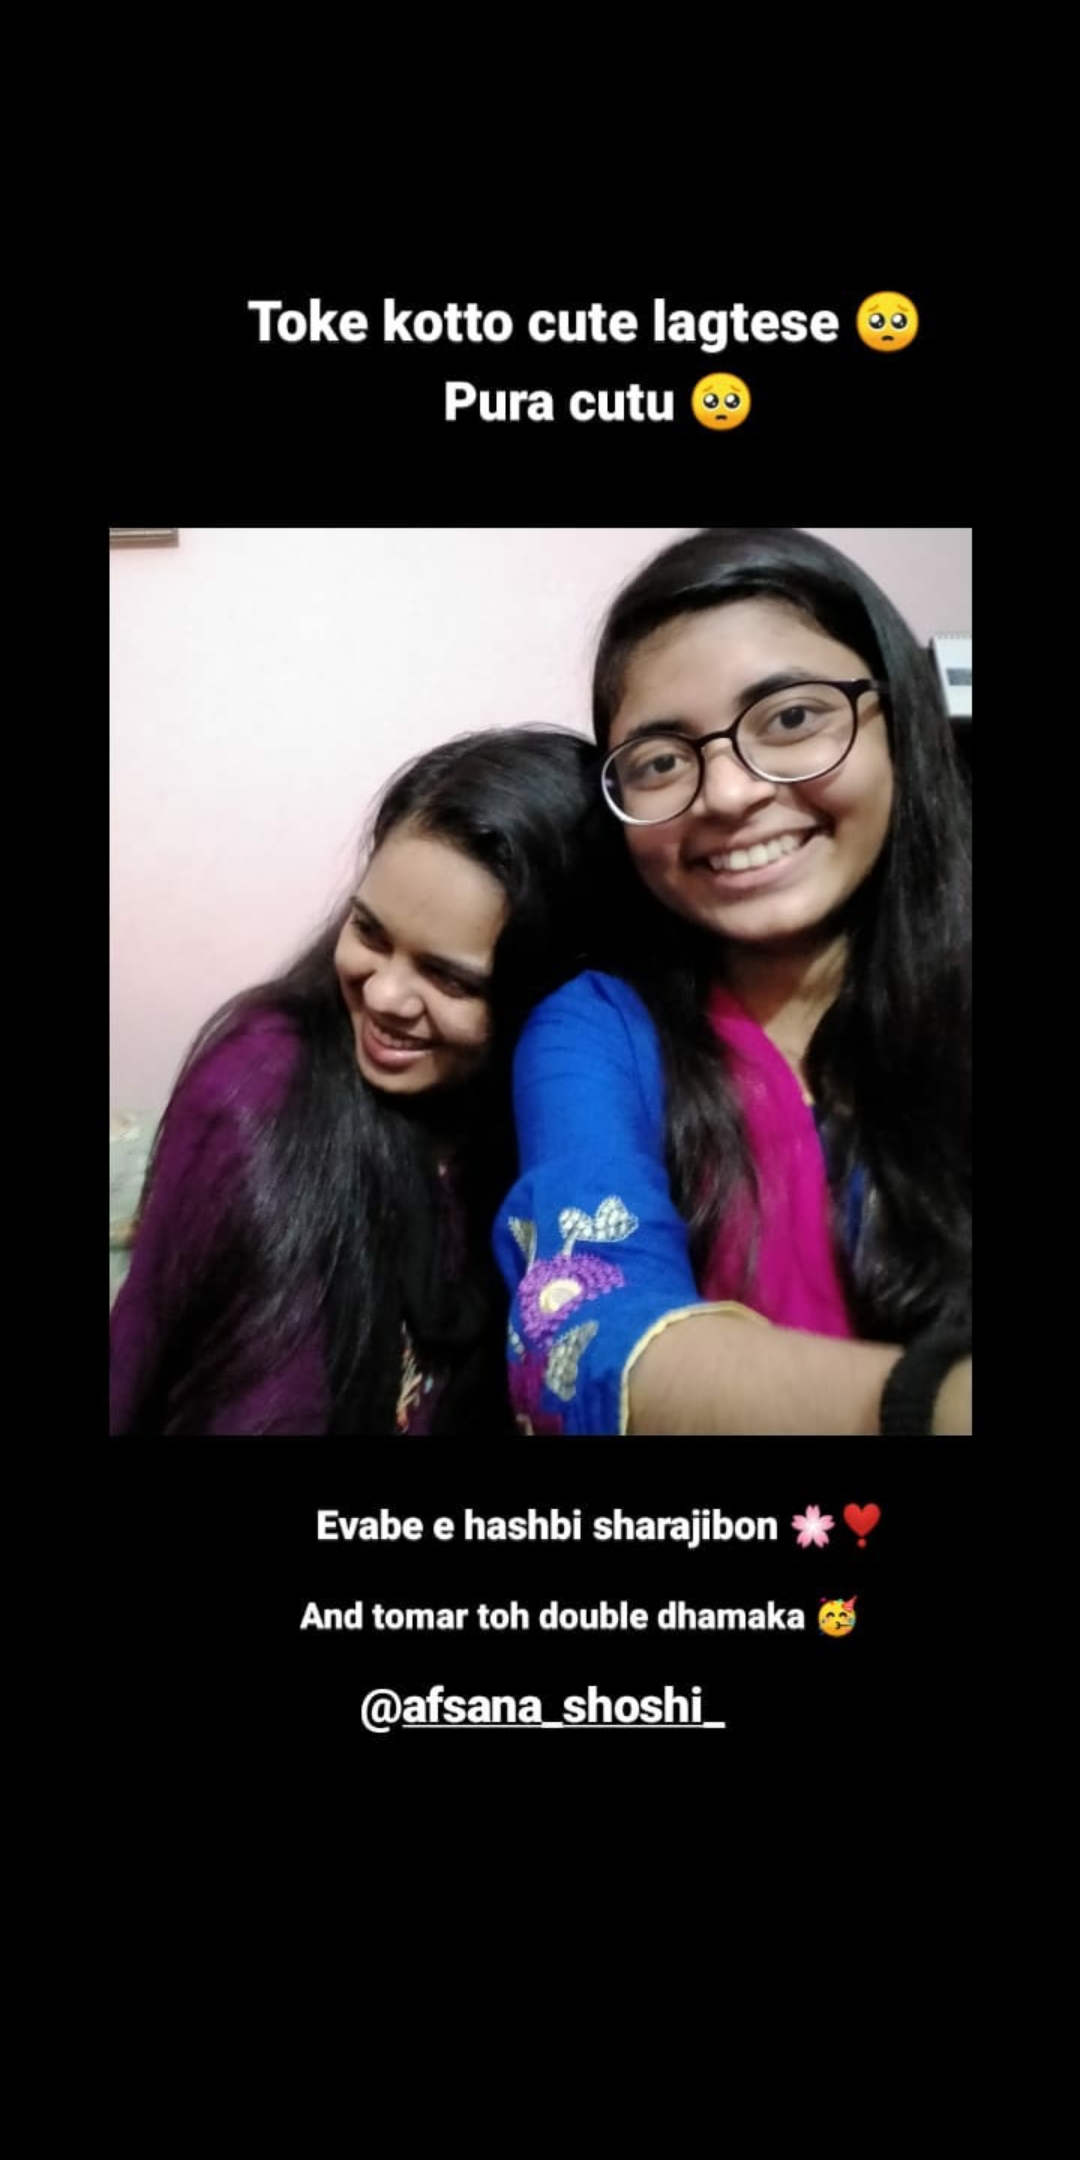 Toke kotto cute lagtese 🥺
Pura cutu 🥺
Evabe e hashbi sharajibon 🌸❣️
And tomar toh double dhamaka 🥳
@afsana_shoshi_